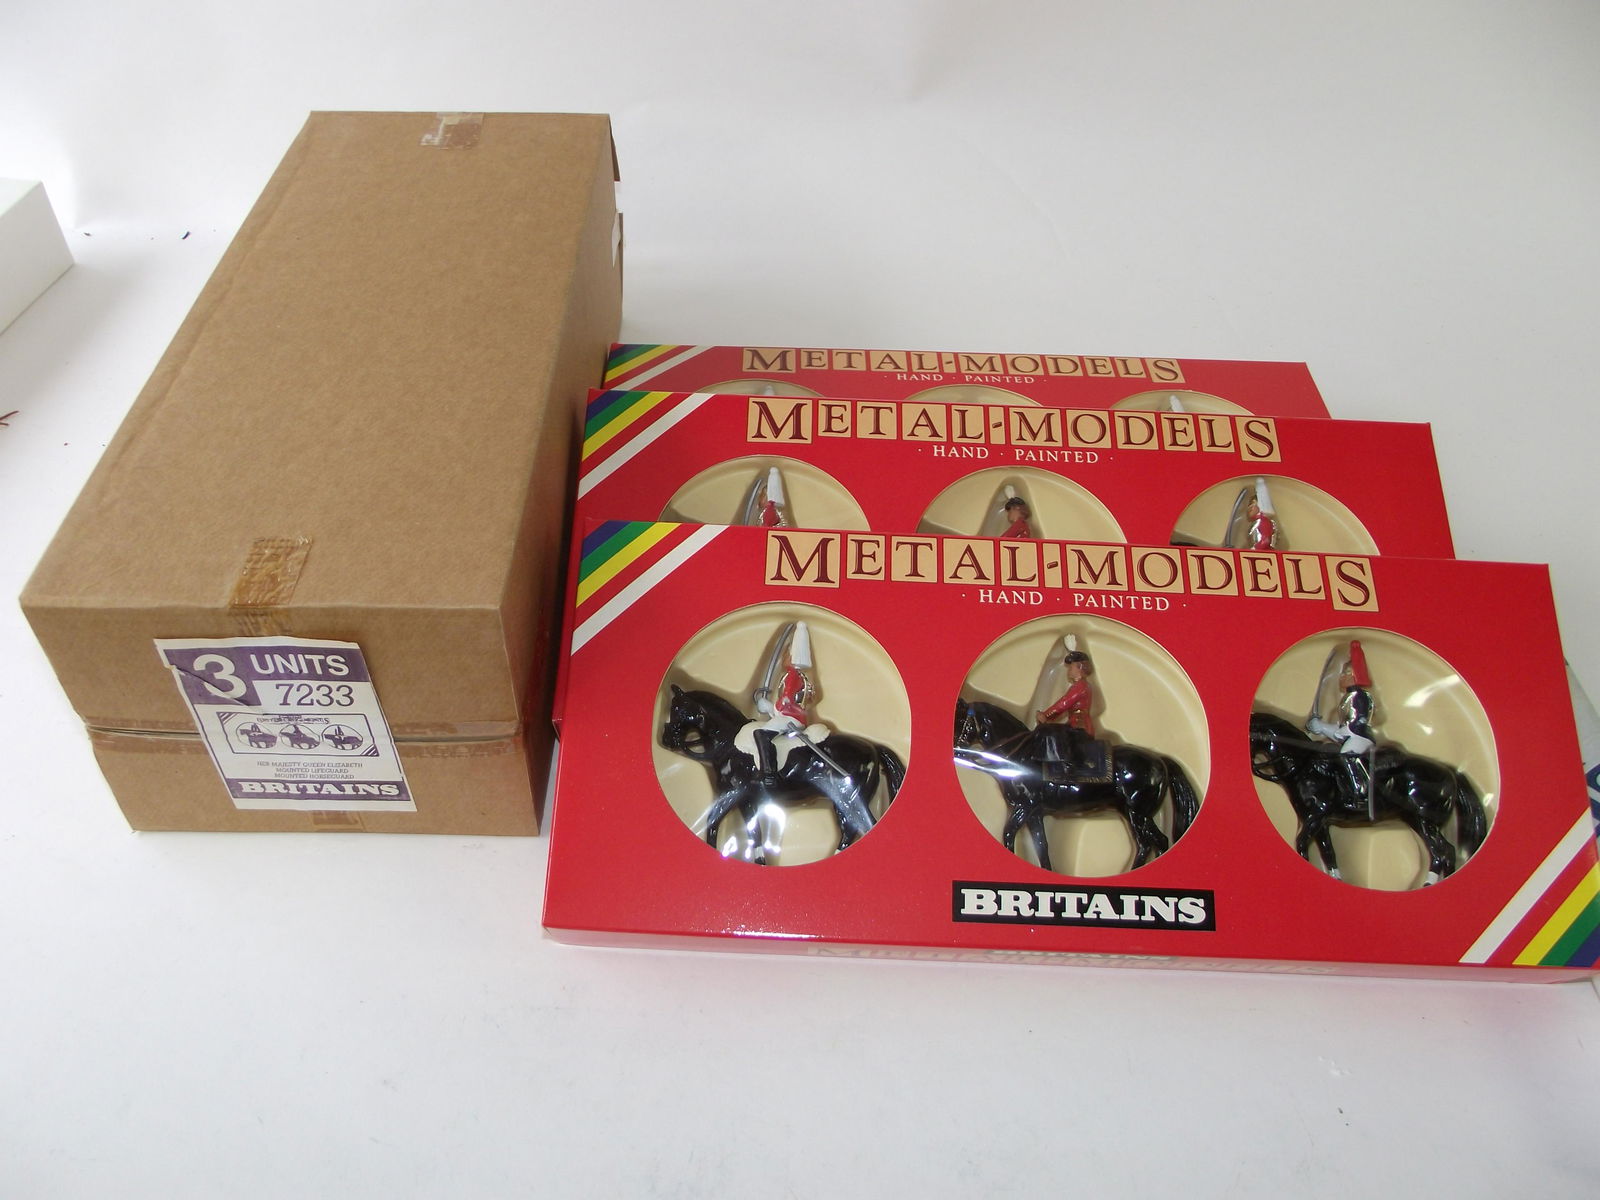 3 UNITS
7233
HER MAJESTY QUEEN ELIZABETH
MOUNTED LIFEGUARD
MOUNTED HORSEGUARD
BRITAINS
METAL-MODELS
· HAND · PAINTED ·
METAL-MODELS
· HAND · PAINTED ·
METAL-MODELS
· HAND · PAINTED ·
BRITAINS